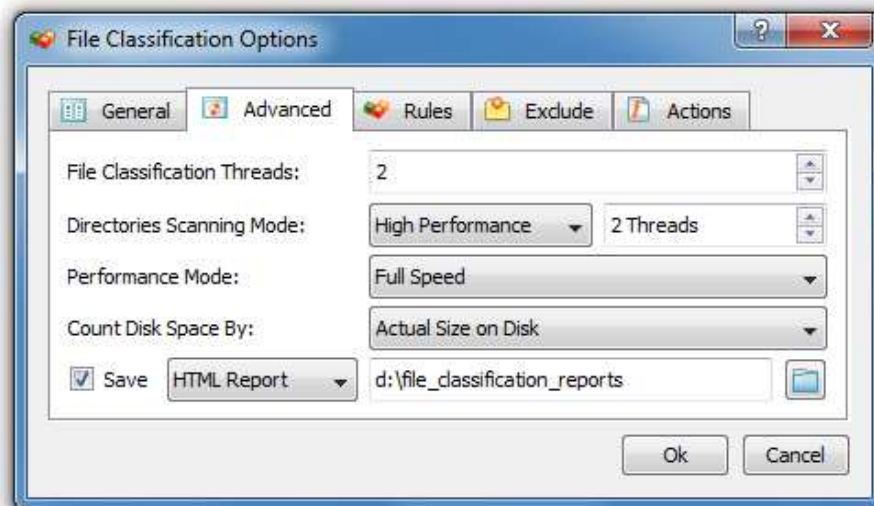 File Classification Options
General Advanced Rules Exclude Actions
File Classification Threads: 2
Directories Scanning Mode: High Performance 2 Threads
Performance Mode: Full Speed
Count Disk Space By: Actual Size on Disk
Save HTML Report d:\file_classification_reports
Ok Cancel